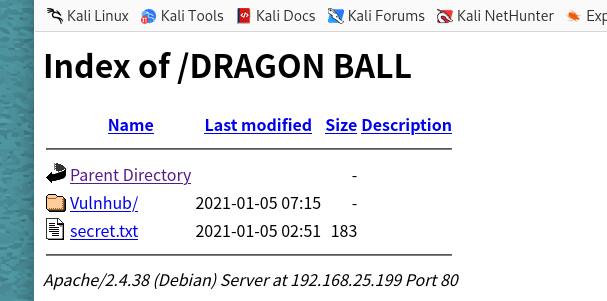 Kali Linux Kali Tools Kali Docs Kali Forums Kali NetHunter Exp
Index of /DRAGON BALL
Name Last modified Size Description
Parent Directory -
Vulnhub/ 2021-01-05 07:15 -
secret.txt 2021-01-05 02:51 183
Apache/2.4.38 (Debian) Server at 192.168.25.199 Port 80